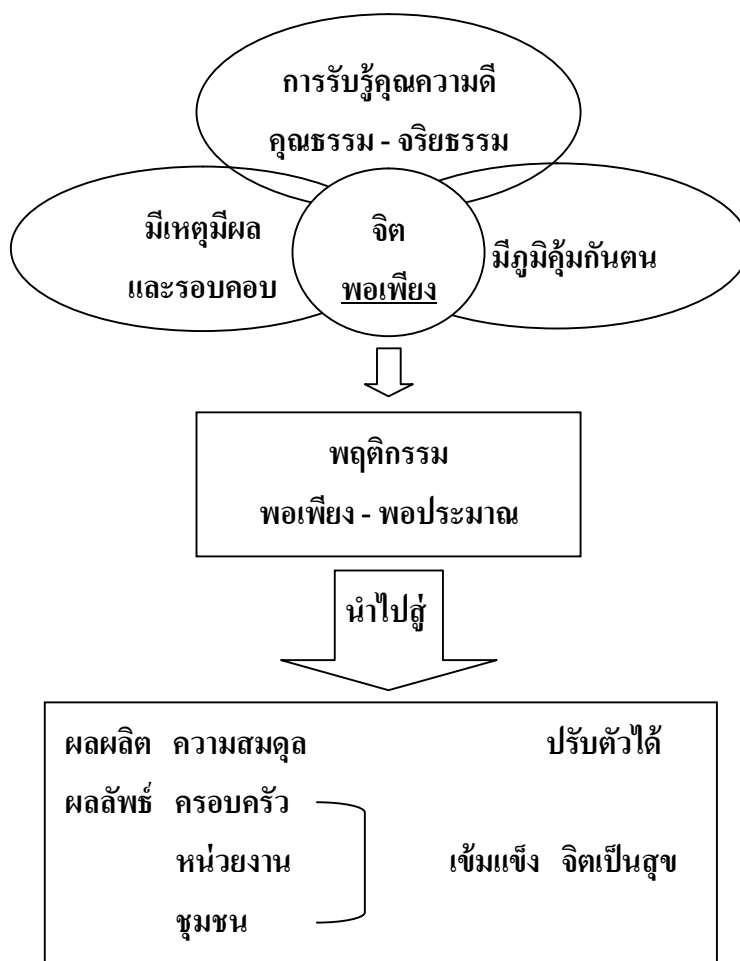 การรับรู้คุณความดี
คุณธรรม - จริยธรรม
มีเหตุมีผล
และรอบคอบ
จิต
พอเพียง
มีภูมิคุ้มกันตน
พฤติกรรม
พอเพียง - พอประมาณ
นำไปสู่
ผลผลิต ความสมดุล ปรับตัวได้
ผลลัพธ์ ครอบครัว
หน่วยงาน เข้มแข็ง จิตเป็นสุข
ชุมชน